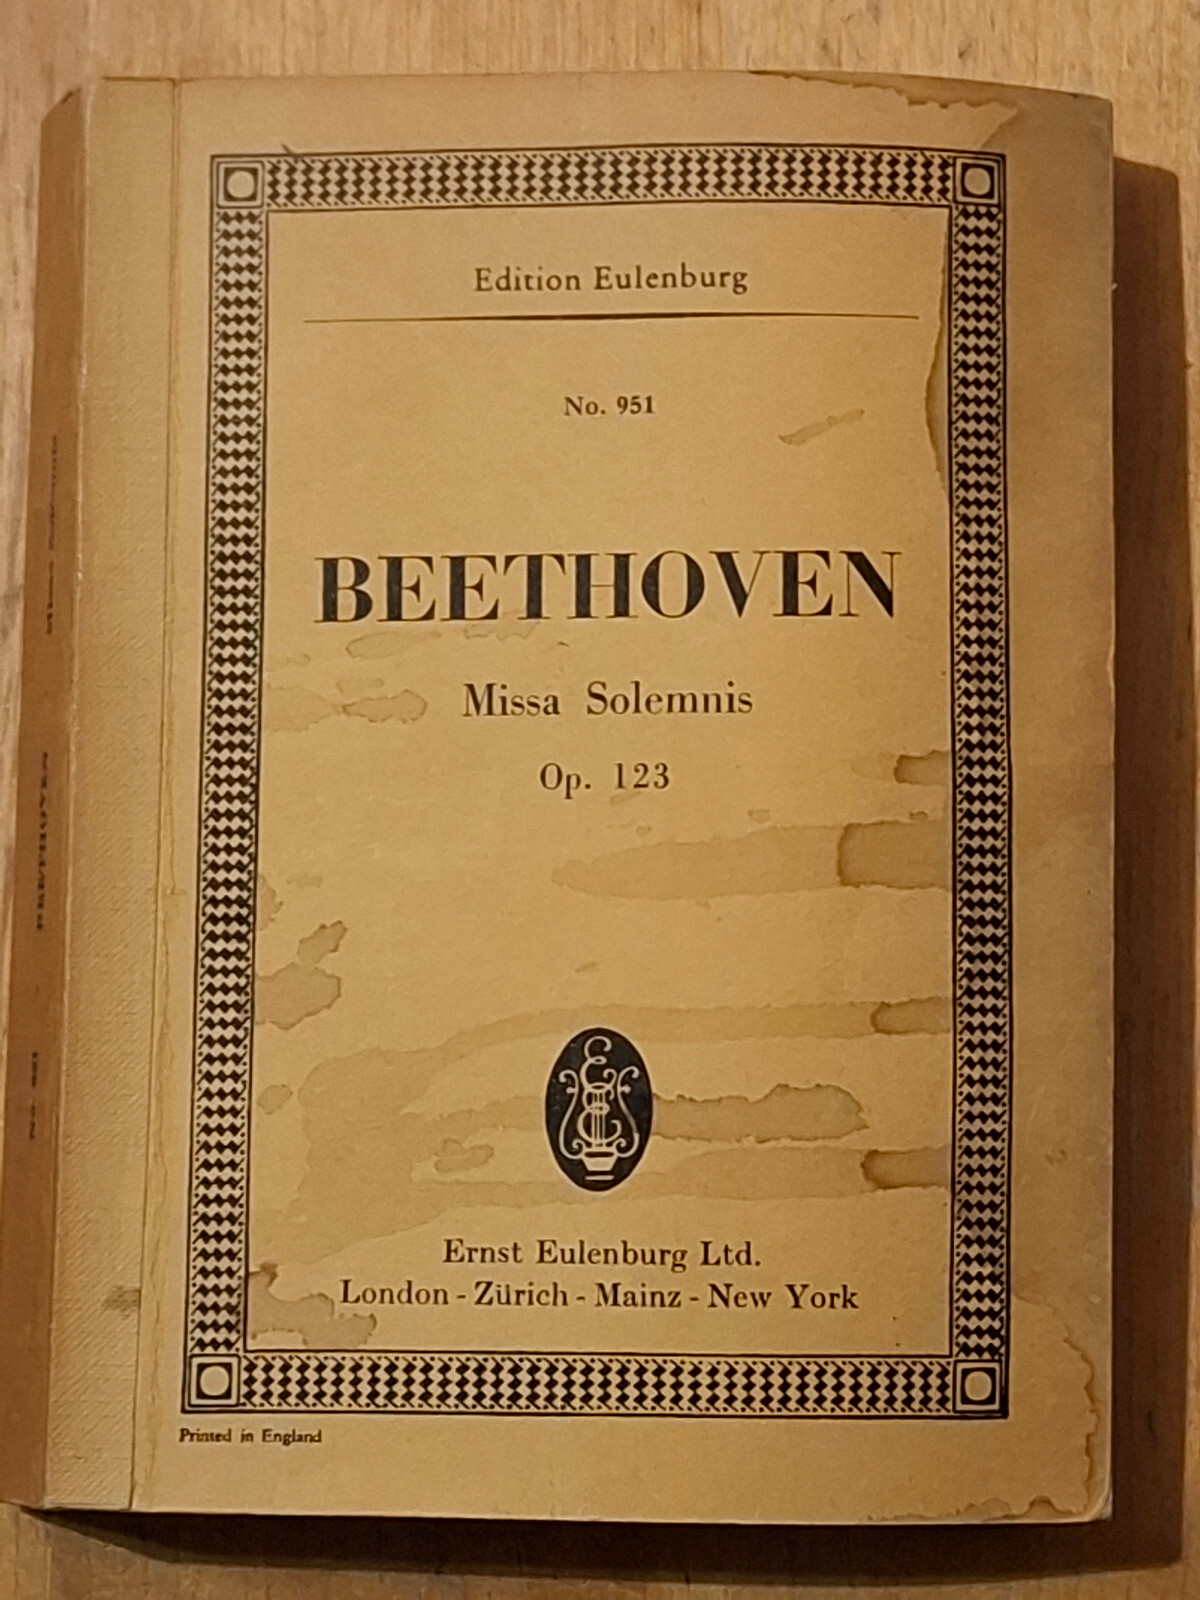 Edition Eulenburg
No. 951
BEETHOVEN
Missa Solemnis
Op. 123
Ernst Eulenburg Ltd.
London - Zürich - Mainz - New York
Printed in England
BEETHOVEN